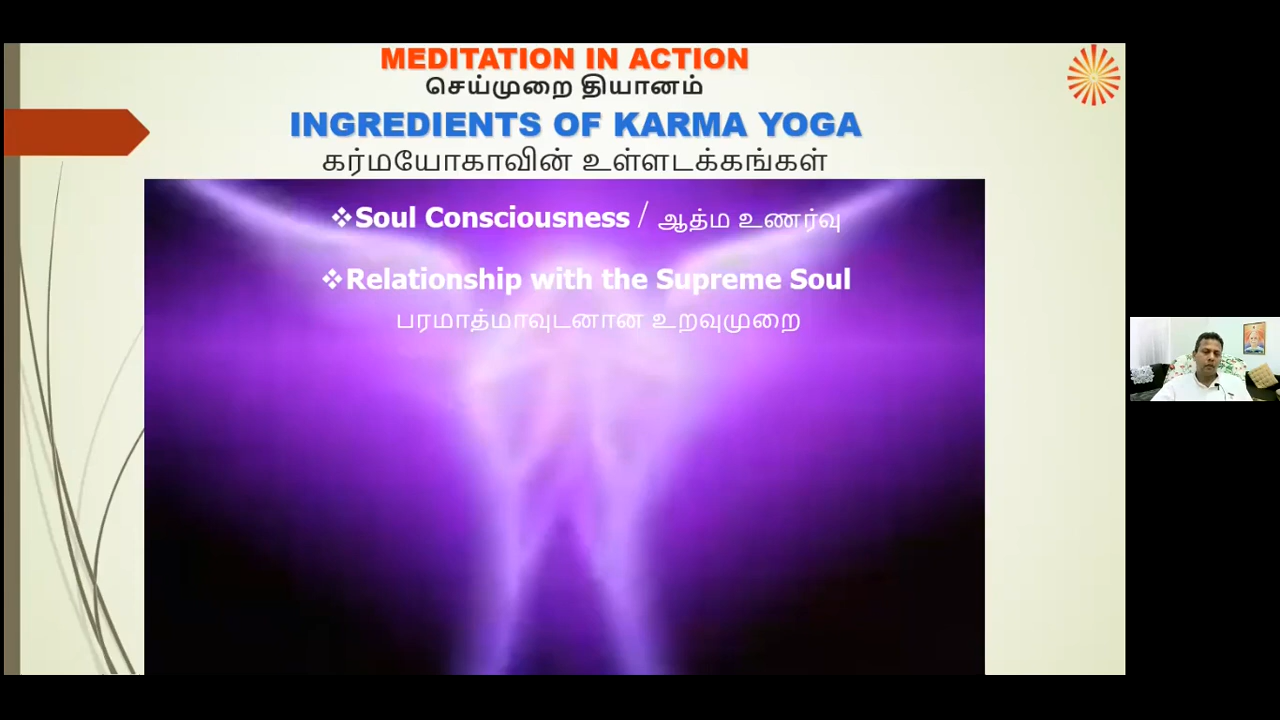 MEDITATION IN ACTION
செய்முறை தியானம்
INGREDIENTS OF KARMA YOGA
கர்மயோகாவின் உள்ளடக்கங்கள்
❖Soul Consciousness / ஆத்ம உணர்வு
❖Relationship with the Supreme Soul
பரமாத்மாவுடனான உறவுமுறை